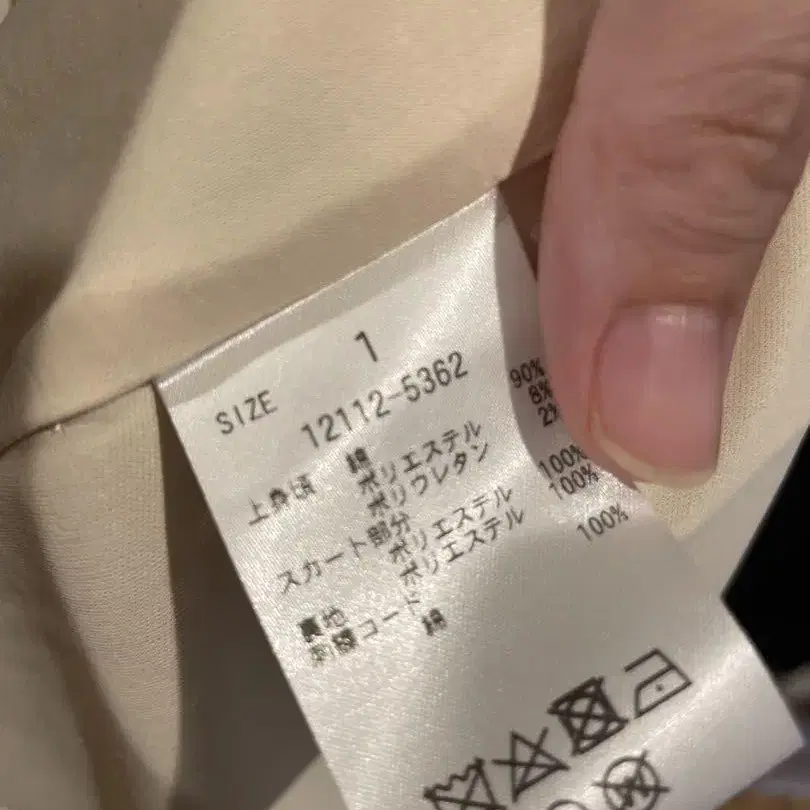 SIZE 1
12112-5362
上身頃 綿 90%
ポリエステル 8%
ポリウレタン 2%
スカート部分
ポリエステル 100%
裏地 ポリエステル 100%
刺繍コード
綿 100%